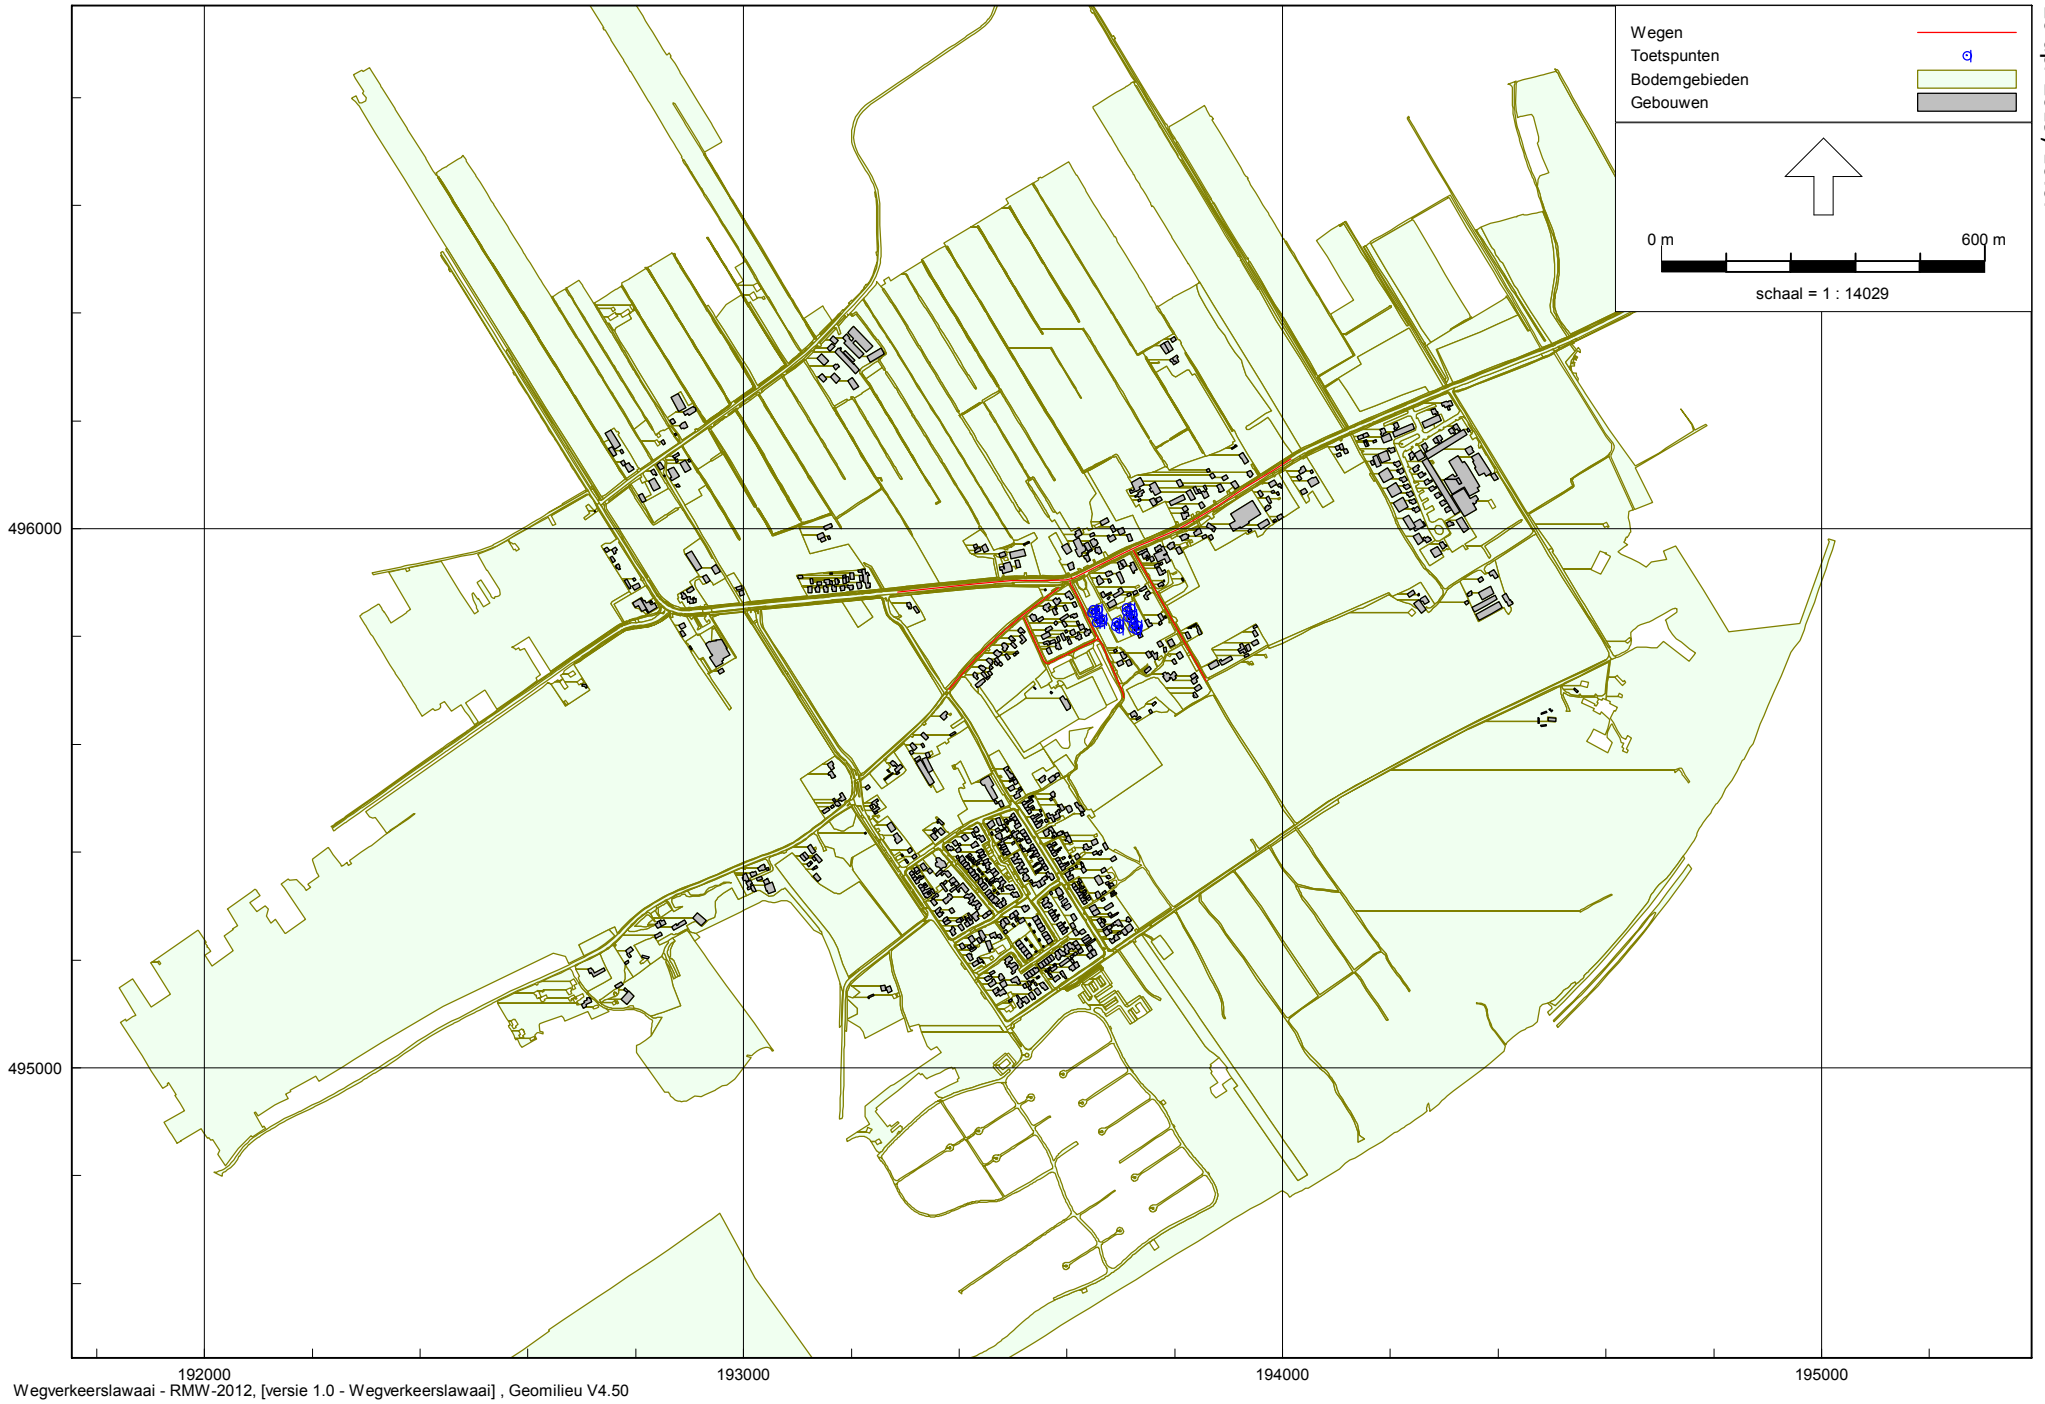 Wegen
Toetspunten
Bodemgebieden
Gebouwen
0 m 600 m
schaal = 1 : 14029
496000
495000
192000 193000 194000 195000
Wegverkeerslawaai - RMW-2012, [versie 1.0 - Wegverkeerslawaai] , Geomilieu V4.50